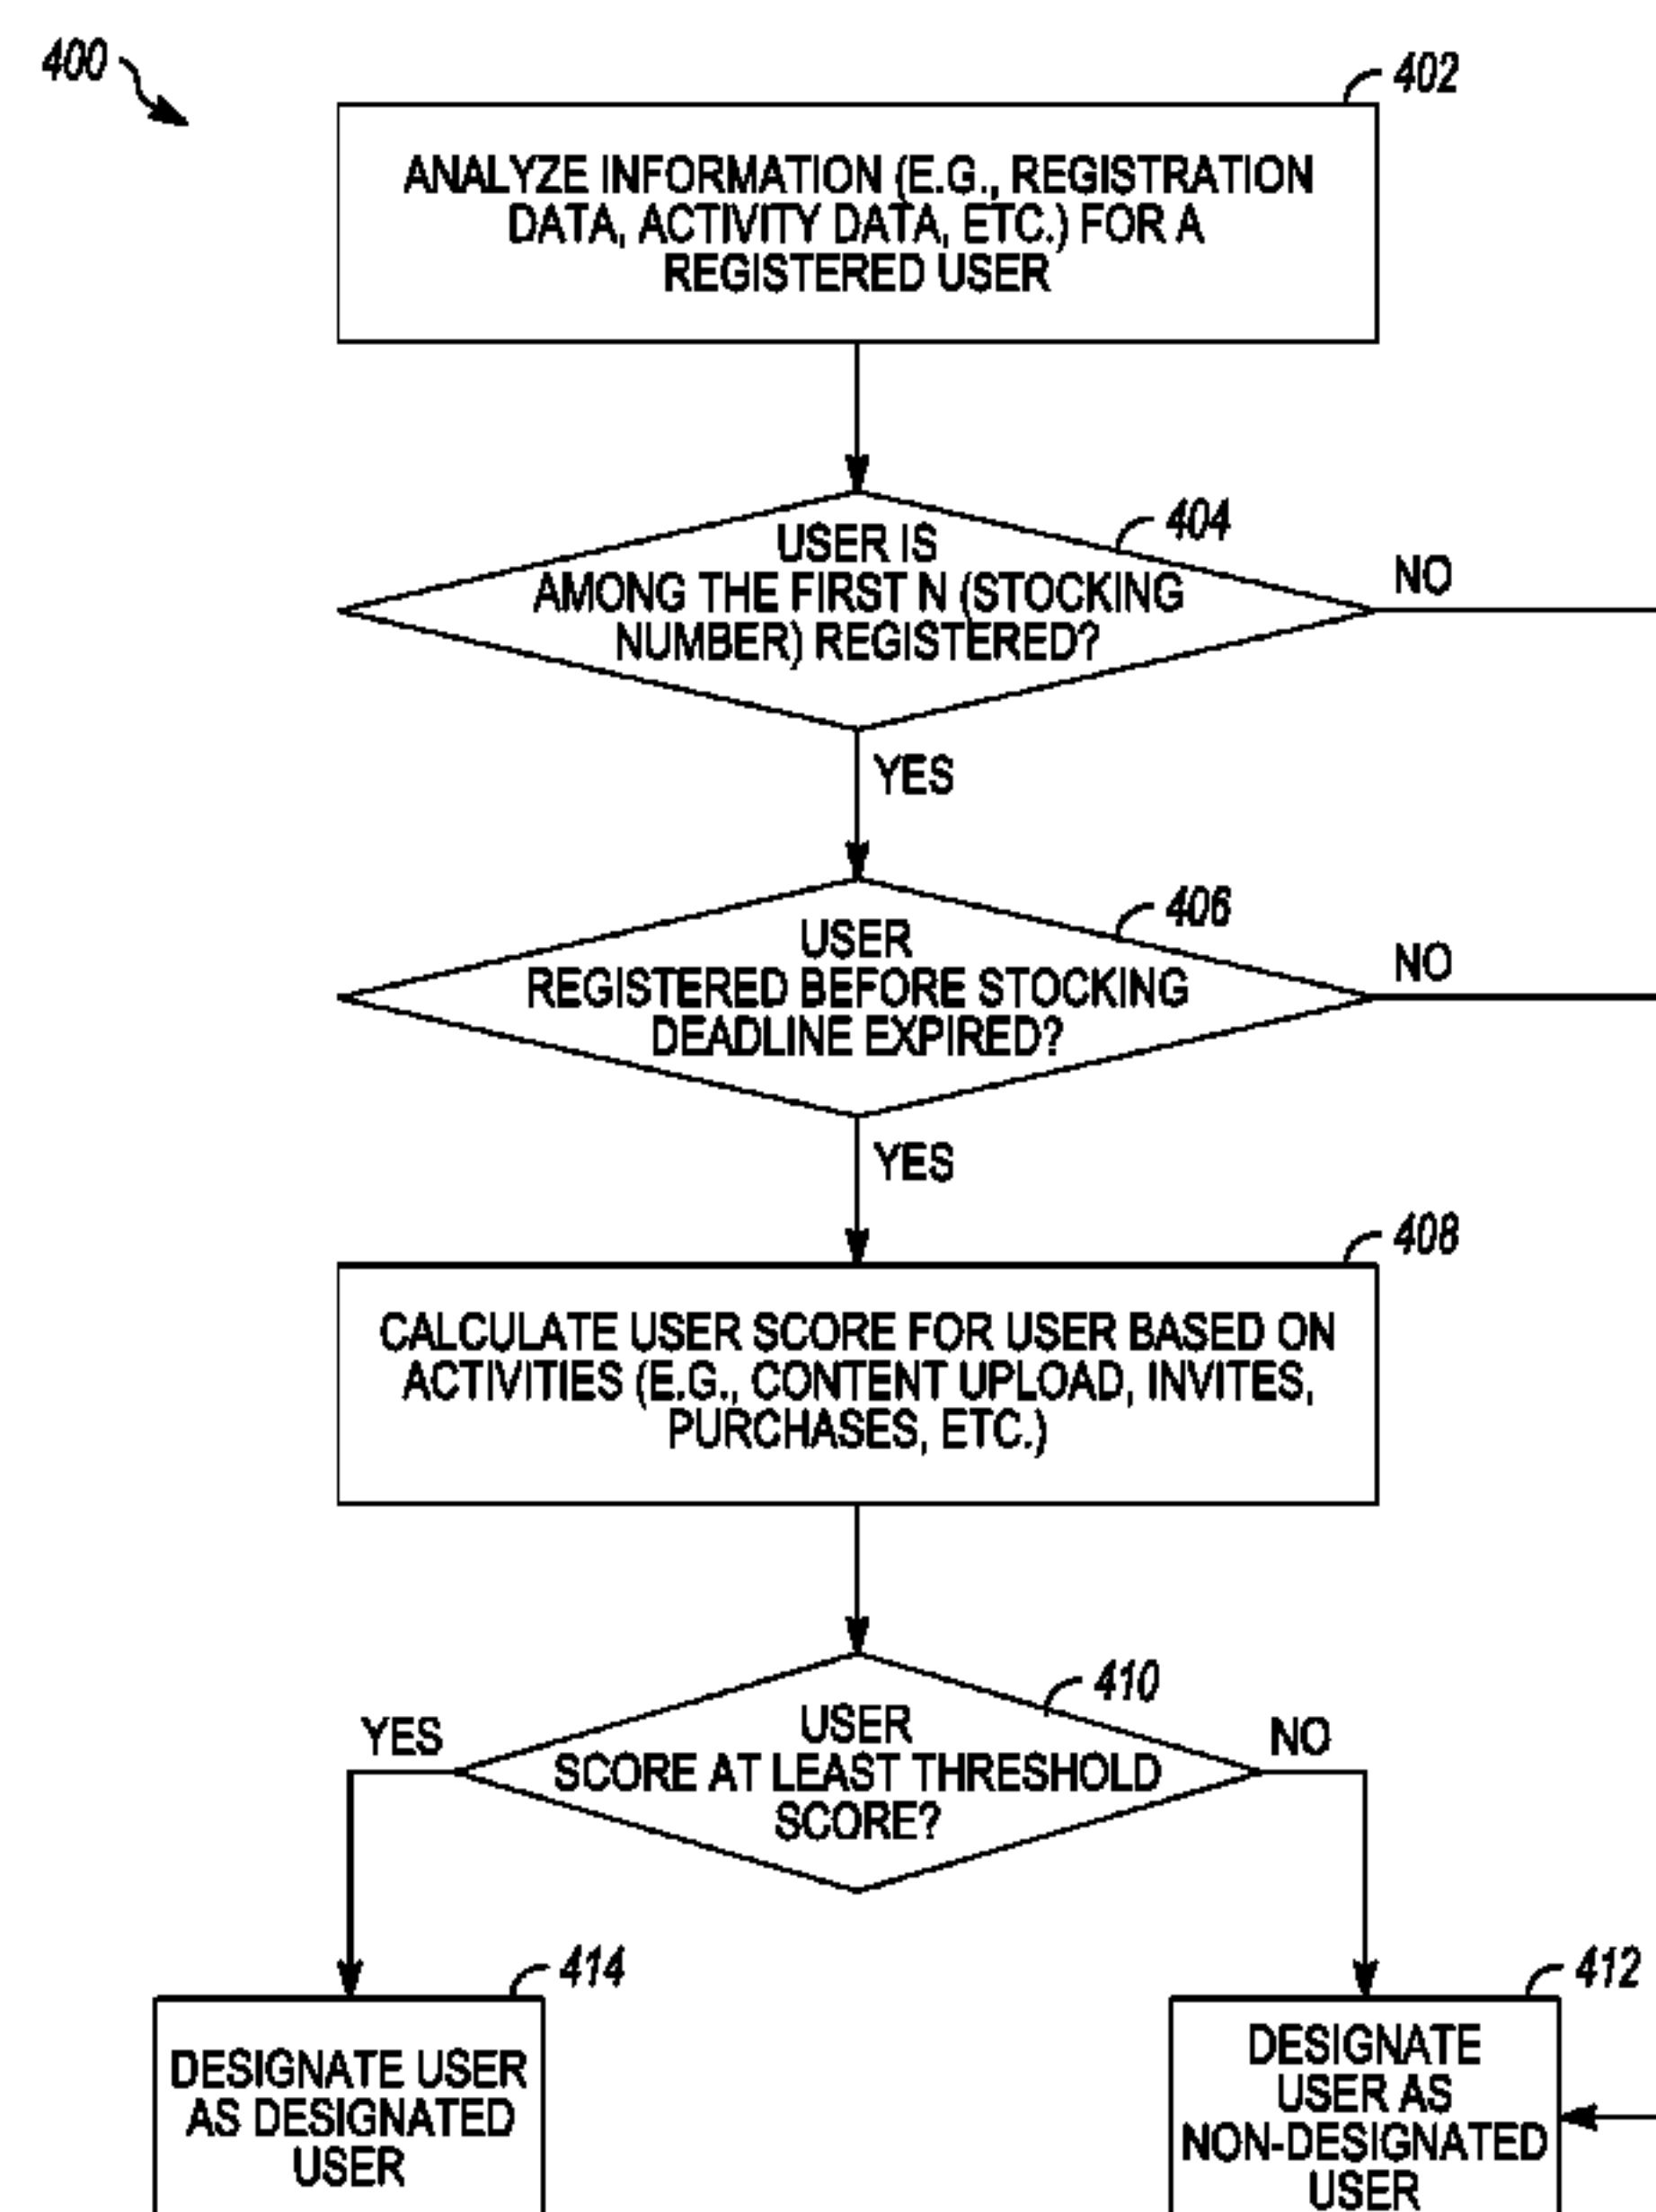 400
402
ANALYZE INFORMATION (E.G., REGISTRATION
DATA, ACTIVITY DATA, ETC.) FOR A
REGISTERED USER
404
USER IS
AMONG THE FIRST N (STOCKING
NUMBER) REGISTERED?
NO
YES
406
USER
REGISTERED BEFORE STOCKING
DEADLINE EXPIRED?
NO
YES
408
CALCULATE USER SCORE FOR USER BASED ON
ACTIVITIES (E.G., CONTENT UPLOAD, INVITES,
PURCHASES, ETC.)
410
USER
SCORE AT LEAST THRESHOLD
SCORE?
YES
NO
414
DESIGNATE USER
AS DESIGNATED
USER
412
DESIGNATE
USER AS
NON-DESIGNATED
USER